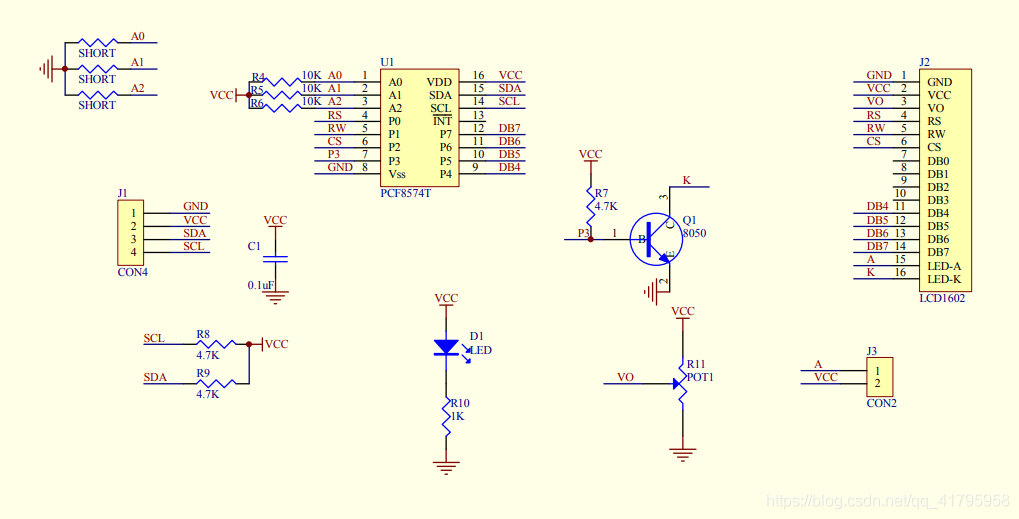 A0
SHORT
A1
SHORT
A2
SHORT
VCC
R4 10K A0 1
R5 10K A1 2
R6 10K A2 3
RS 4
RW 5
CS 6
P3 7
GND 8
U1
A0 VDD 16 VCC
A1 SDA 15 SDA
A2 SCL 14 SCL
P0 INT 13
P1 P7 12 DB7
P2 P6 11 DB6
P3 P5 10 DB5
Vss P4 9 DB4
PCF8574T
J2
GND 1 GND
VCC 2 VCC
VO 3 VO
RS 4 RS
RW 5 RW
CS 6 CS
7 DB0
8 DB1
9 DB2
10 DB3
DB4 11 DB4
DB5 12 DB5
DB6 13 DB6
DB7 14 DB7
A 15 LED-A
K 16 LED-K
LCD1602
J1
1 GND
2 VCC
3 SDA
4 SCL
CON4
VCC
C1
0.1uF
VCC
R7
4.7K
P3 1
B
C
E
3
2
K
Q1
8050
SCL R8
4.7K
VCC
SDA R9
4.7K
VCC
D1
LED
R10
1K
VCC
R11
POT1
VO
J3
A 1
VCC 2
CON2
https://blog.csdn.net/qq_41795958